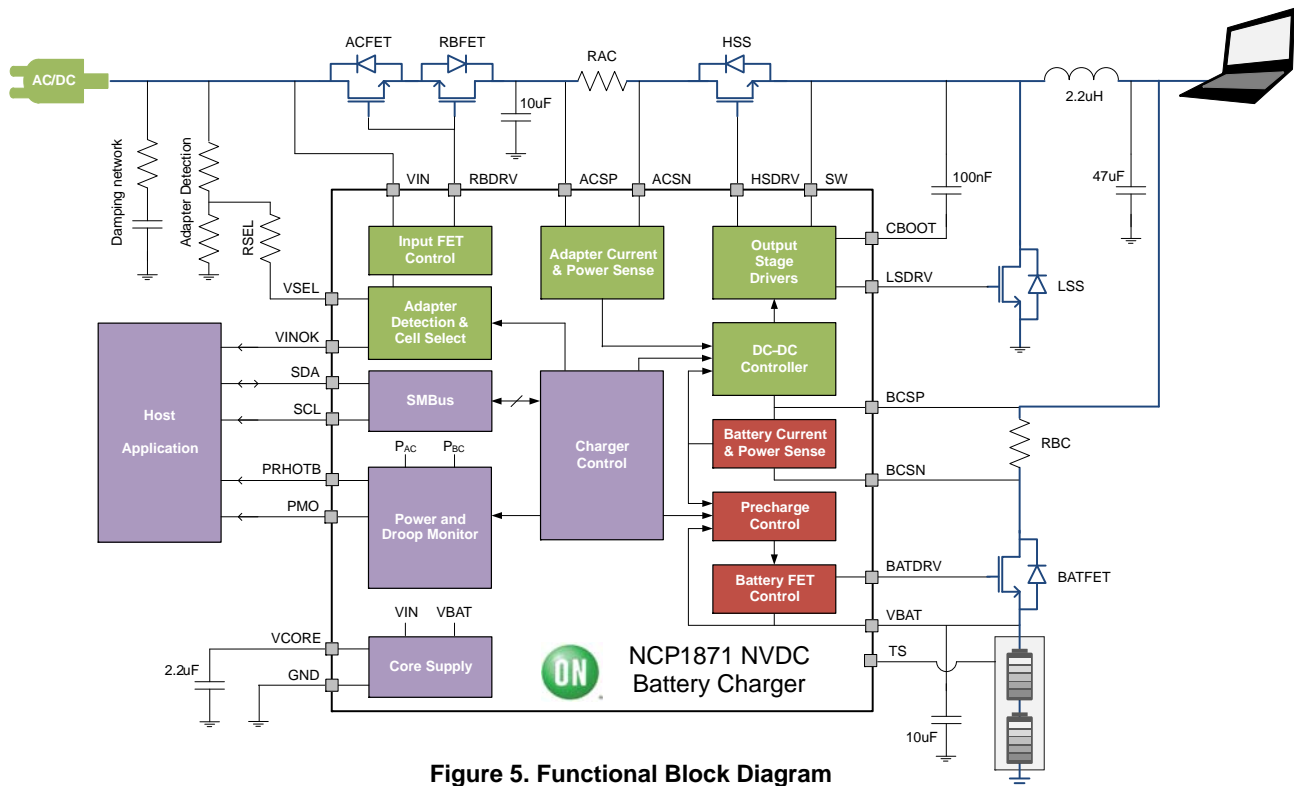 AC/DC
ACFET
RBFET
RAC
HSS
10uF
2.2uH
Damping network
Adapter Detection
RSEL
VIN
RBDRV
ACSP
ACSN
HSDRV
SW
100nF
47uF
Input FET
Control
Adapter Current
& Power Sense
Output
Stage
Drivers
CBOOT
LSDRV
LSS
VSEL
Adapter
Detection &
Cell Select
VINOK
DC-DC
Controller
SDA
SMBus
SCL
Host
Application
Charger
Control
BCSP
Battery Current
& Power Sense
RBC
BCSN
PAC
PBC
PRHOTB
PMO
Power and
Droop Monitor
Precharge
Control
Battery FET
Control
BATDRV
BATFET
VBAT
TS
VIN
VBAT
VCORE
Core Supply
GND
2.2uF
ON
®
NCP1871 NVDC
Battery Charger
10uF
Figure 5. Functional Block Diagram